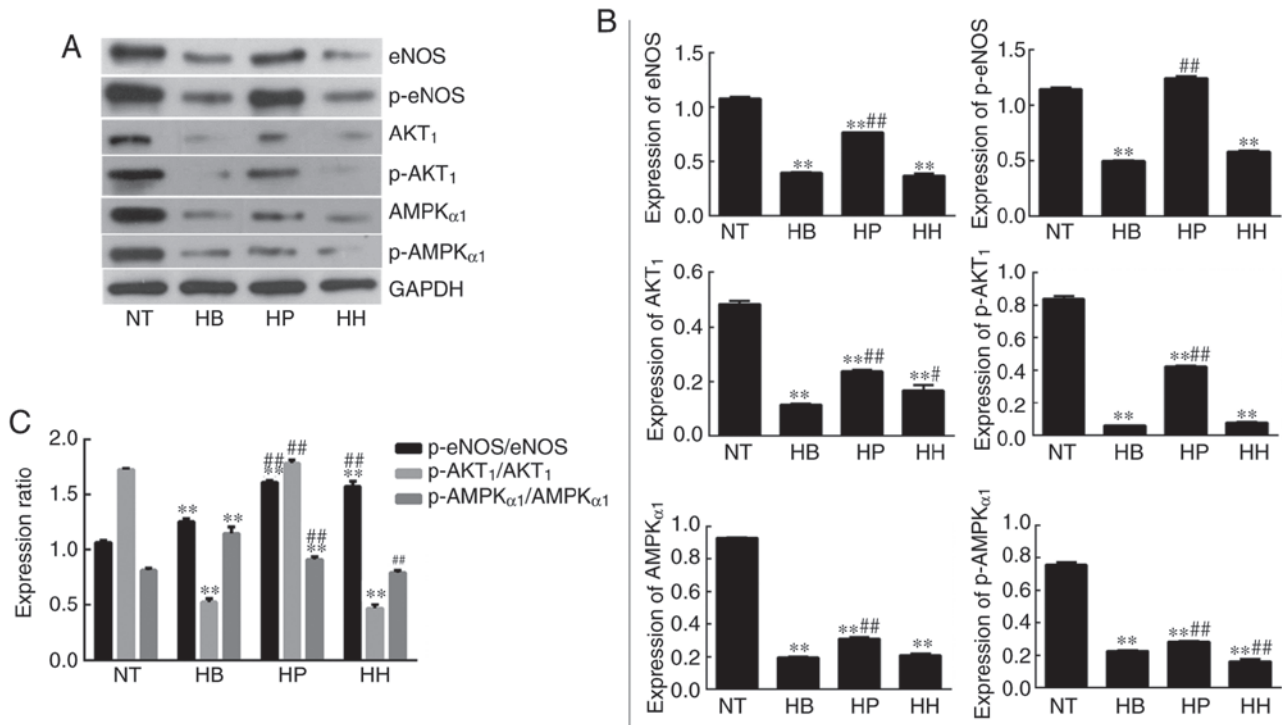 A
eNOS
p-eNOS
AKT₁
p-AKT₁
AMPKα1
p-AMPKα1
GAPDH
NT HB HP HH
B
Expression of eNOS
1.5
1.0
0.5
0.0
** **## **
NT HB HP HH
Expression of p-eNOS
1.5
1.0
0.5
0.0
** ## **
NT HB HP HH
Expression of AKT₁
0.6
0.4
0.2
0.0
** **## **#
NT HB HP HH
Expression of p-AKT₁
1.0
0.8
0.6
0.4
0.2
0.0
** **## **
NT HB HP HH
Expression of AMPKα1
1.0
0.8
0.6
0.4
0.2
0.0
** **## **
NT HB HP HH
Expression of p-AMPKα1
1.0
0.8
0.6
0.4
0.2
0.0
** **## **##
NT HB HP HH
C
Expression ratio
2.0
1.5
1.0
0.5
0.0
** ** **
## ** ## ## **
## ** ** ##
NT HB HP HH
p-eNOS/eNOS
p-AKT₁/AKT₁
p-AMPKα1/AMPKα1